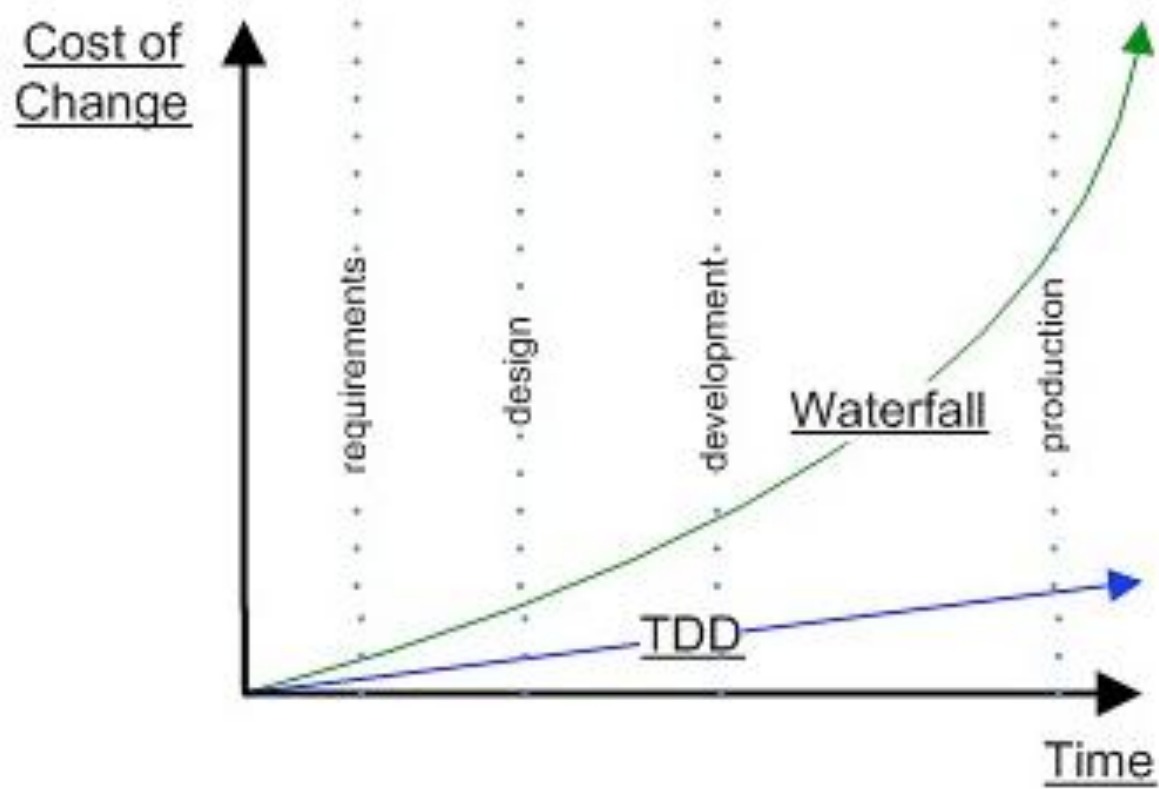 Cost of
Change
requirements
design
development
production
Waterfall
TDD
Time